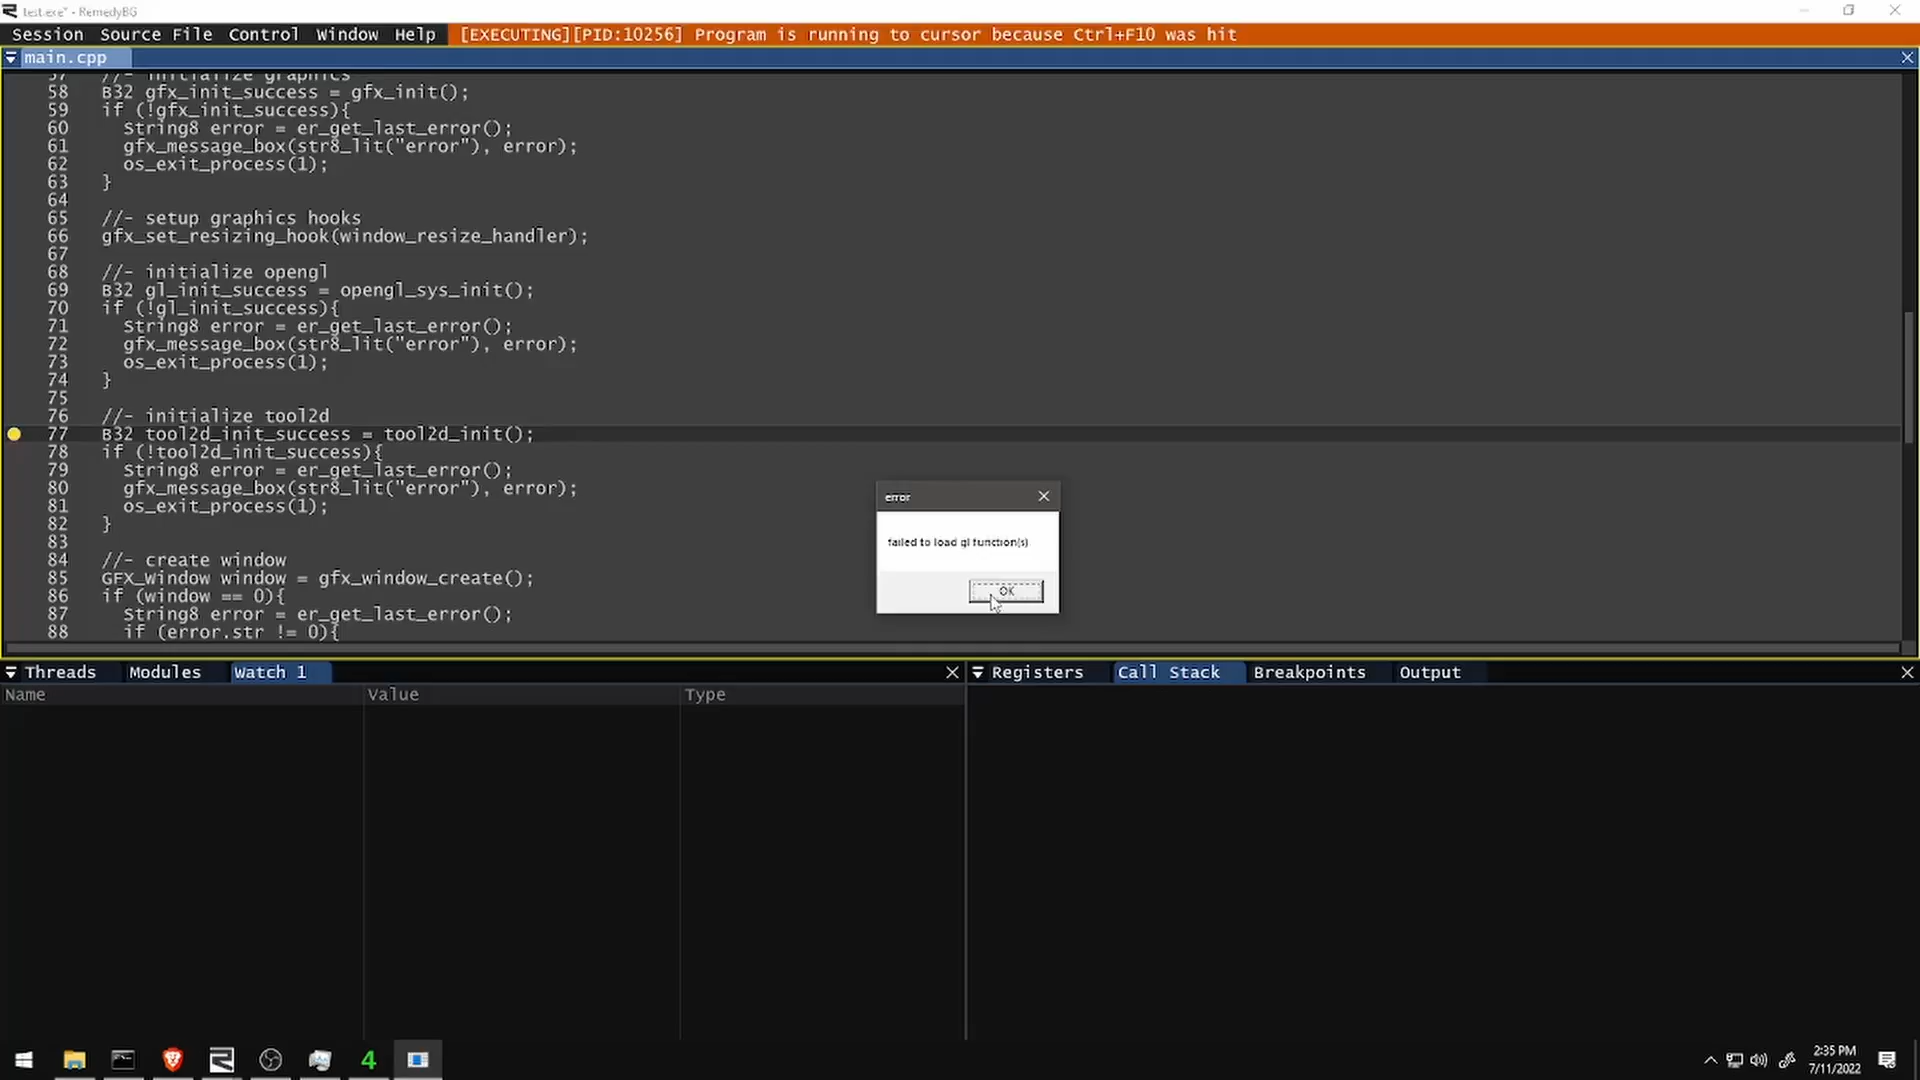 test.exe* - RemedyBG
Session Source File Control Window Help [EXECUTING][PID:10256] Program is running to cursor because Ctrl+F10 was hit
main.cpp
57 //- initialize graphics
58 B32 gfx_init_success = gfx_init();
59 if (!gfx_init_success){
60 String8 error = er_get_last_error();
61 gfx_message_box(str8_lit("error"), error);
62 os_exit_process(1);
63 }
64
65 //- setup graphics hooks
66 gfx_set_resizing_hook(window_resize_handler);
67
68 //- initialize opengl
69 B32 gl_init_success = opengl_sys_init();
70 if (!gl_init_success){
71 String8 error = er_get_last_error();
72 gfx_message_box(str8_lit("error"), error);
73 os_exit_process(1);
74 }
75
76 //- initialize tool2d
77 B32 tool2d_init_success = tool2d_init();
78 if (!tool2d_init_success){
79 String8 error = er_get_last_error();
80 gfx_message_box(str8_lit("error"), error);
81 os_exit_process(1);
82 }
83
84 //- create window
85 GFX_Window window = gfx_window_create();
86 if (window == 0){
87 String8 error = er_get_last_error();
88 if (error.str != 0){
error
failed to load gl function(s)
OK
Threads Modules Watch 1
Name Value Type
Registers Call Stack Breakpoints Output
4
2:35 PM
7/11/2022